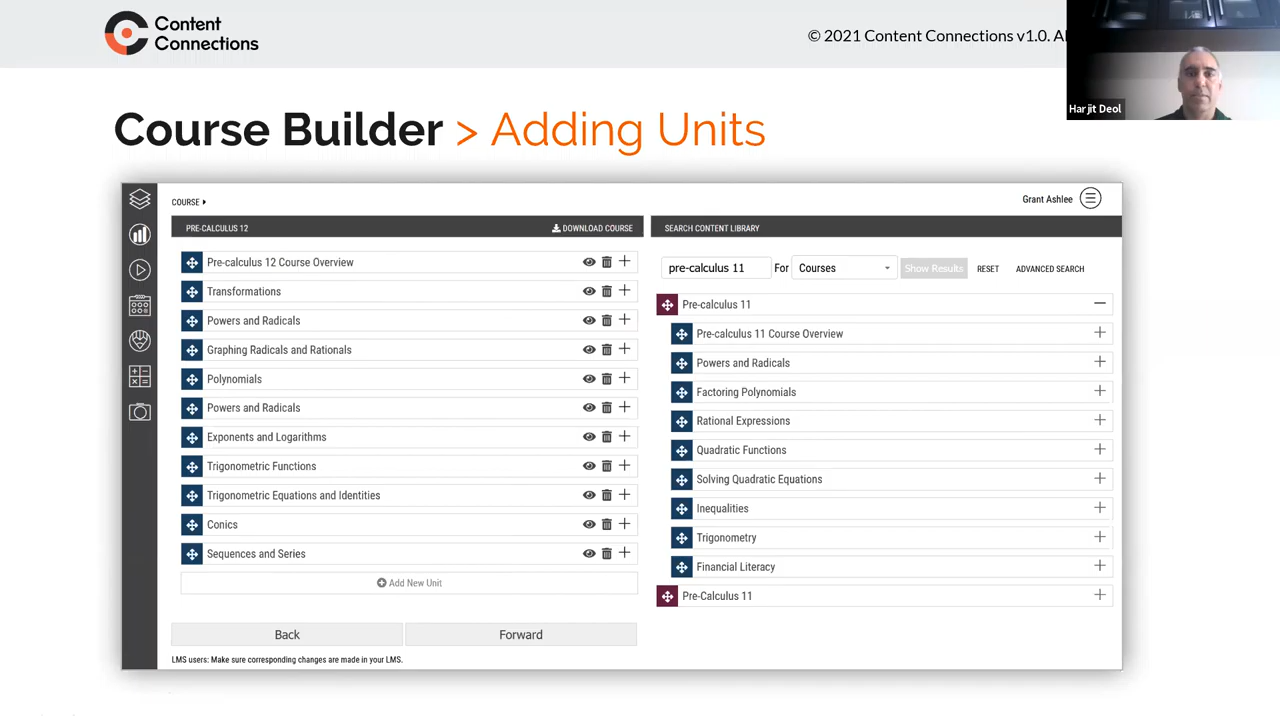 Content
Connections
© 2021 Content Connections v1.0. Al
Harjit Deol
Course Builder > Adding Units
COURSE
Grant Ashlee
PRE-CALCULUS 12
DOWNLOAD COURSE
Pre-calculus 12 Course Overview
Transformations
Powers and Radicals
Graphing Radicals and Rationals
Polynomials
Powers and Radicals
Exponents and Logarithms
Trigonometric Functions
Trigonometric Equations and Identities
Conics
Sequences and Series
Add New Unit
Back
Forward
LMS users: Make sure corresponding changes are made in your LMS.
SEARCH CONTENT LIBRARY
pre-calculus 11 For Courses Show Results RESET ADVANCED SEARCH
Pre-calculus 11
Pre-calculus 11 Course Overview
Powers and Radicals
Factoring Polynomials
Rational Expressions
Quadratic Functions
Solving Quadratic Equations
Inequalities
Trigonometry
Financial Literacy
Pre-Calculus 11